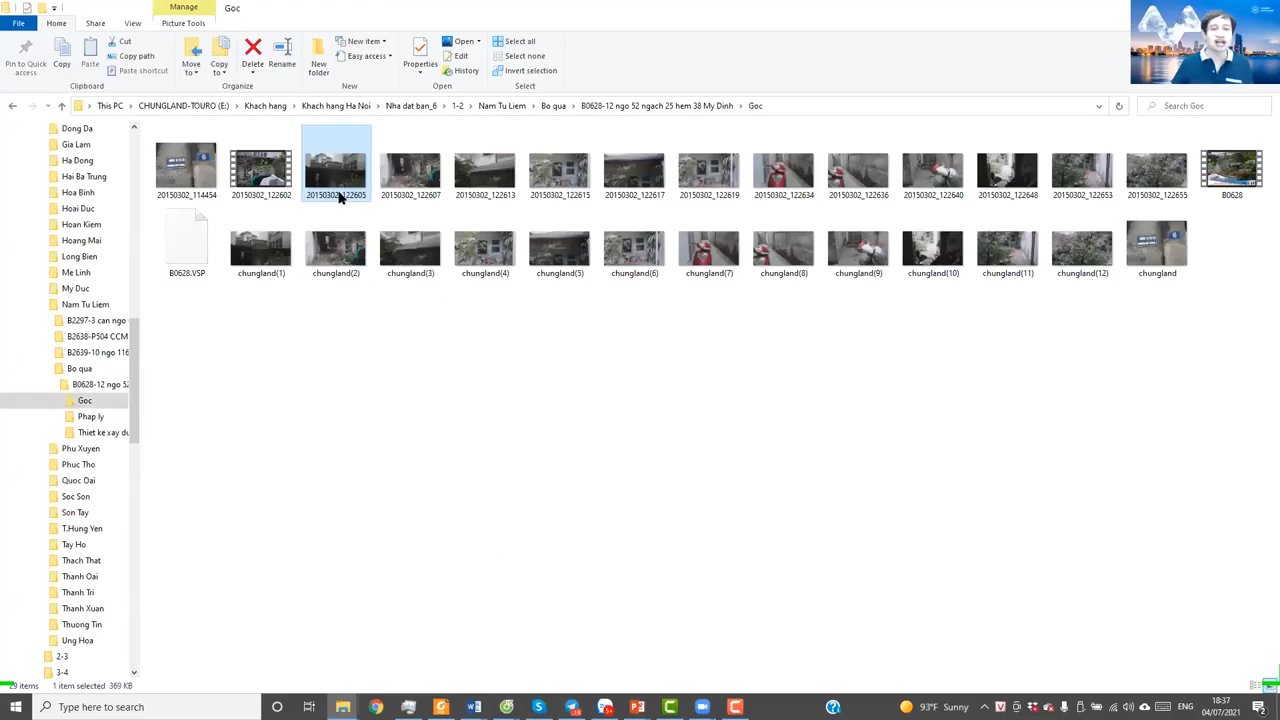 Manage
Goc
File
Home
Share
View
Picture Tools
Pin to Quick access
Copy
Paste
Cut
Copy path
Paste shortcut
Clipboard
Move to
Copy to
Delete
Rename
Organize
New folder
New item
Easy access
New
Properties
Open
Edit
History
Open
Select all
Select none
Invert selection
Select
This PC
CHUNGLAND-TOURO (E:)
Khach hang
Khach hang Ha Noi
Nha dat ban_6
1-2
Nam Tu Liem
Bo qua
B0628-12 ngo 52 ngach 25 hem 38 My Dinh
Goc
Search Goc
Dong Da
Gia Lam
Ha Dong
Hai Ba Trung
Hoa Binh
Hoai Duc
Hoan Kiem
Hoang Mai
Long Bien
Me Linh
My Duc
Nam Tu Liem
B2297-3 can ngo
B2638-P504 CCM
B2639-10 ngo 116
Bo qua
B0628-12 ngo 52
Goc
Phap ly
Thiet ke xay du
Phu Xuyen
Phuc Tho
Quoc Oai
Soc Son
Son Tay
T.Hung Yen
Tay Ho
Thach That
Thanh Oai
Thanh Tri
Thanh Xuan
Thuong Tin
Ung Hoa
2-3
3-4
20150302_114454
20150302_122602
20150302_122605
20150302_122607
20150302_122613
20150302_122615
20150302_122617
20150302_122619
20150302_122634
20150302_122636
20150302_122640
20150302_122648
20150302_122653
20150302_122655
B0628
B0628.VSP
chungland(1)
chungland(2)
chungland(3)
chungland(4)
chungland(5)
chungland(6)
chungland(7)
chungland(8)
chungland(9)
chungland(10)
chungland(11)
chungland(12)
chungland
29 items
1 item selected 369 KB
Type here to search
93°F Sunny
ENG
18:37
04/07/2021